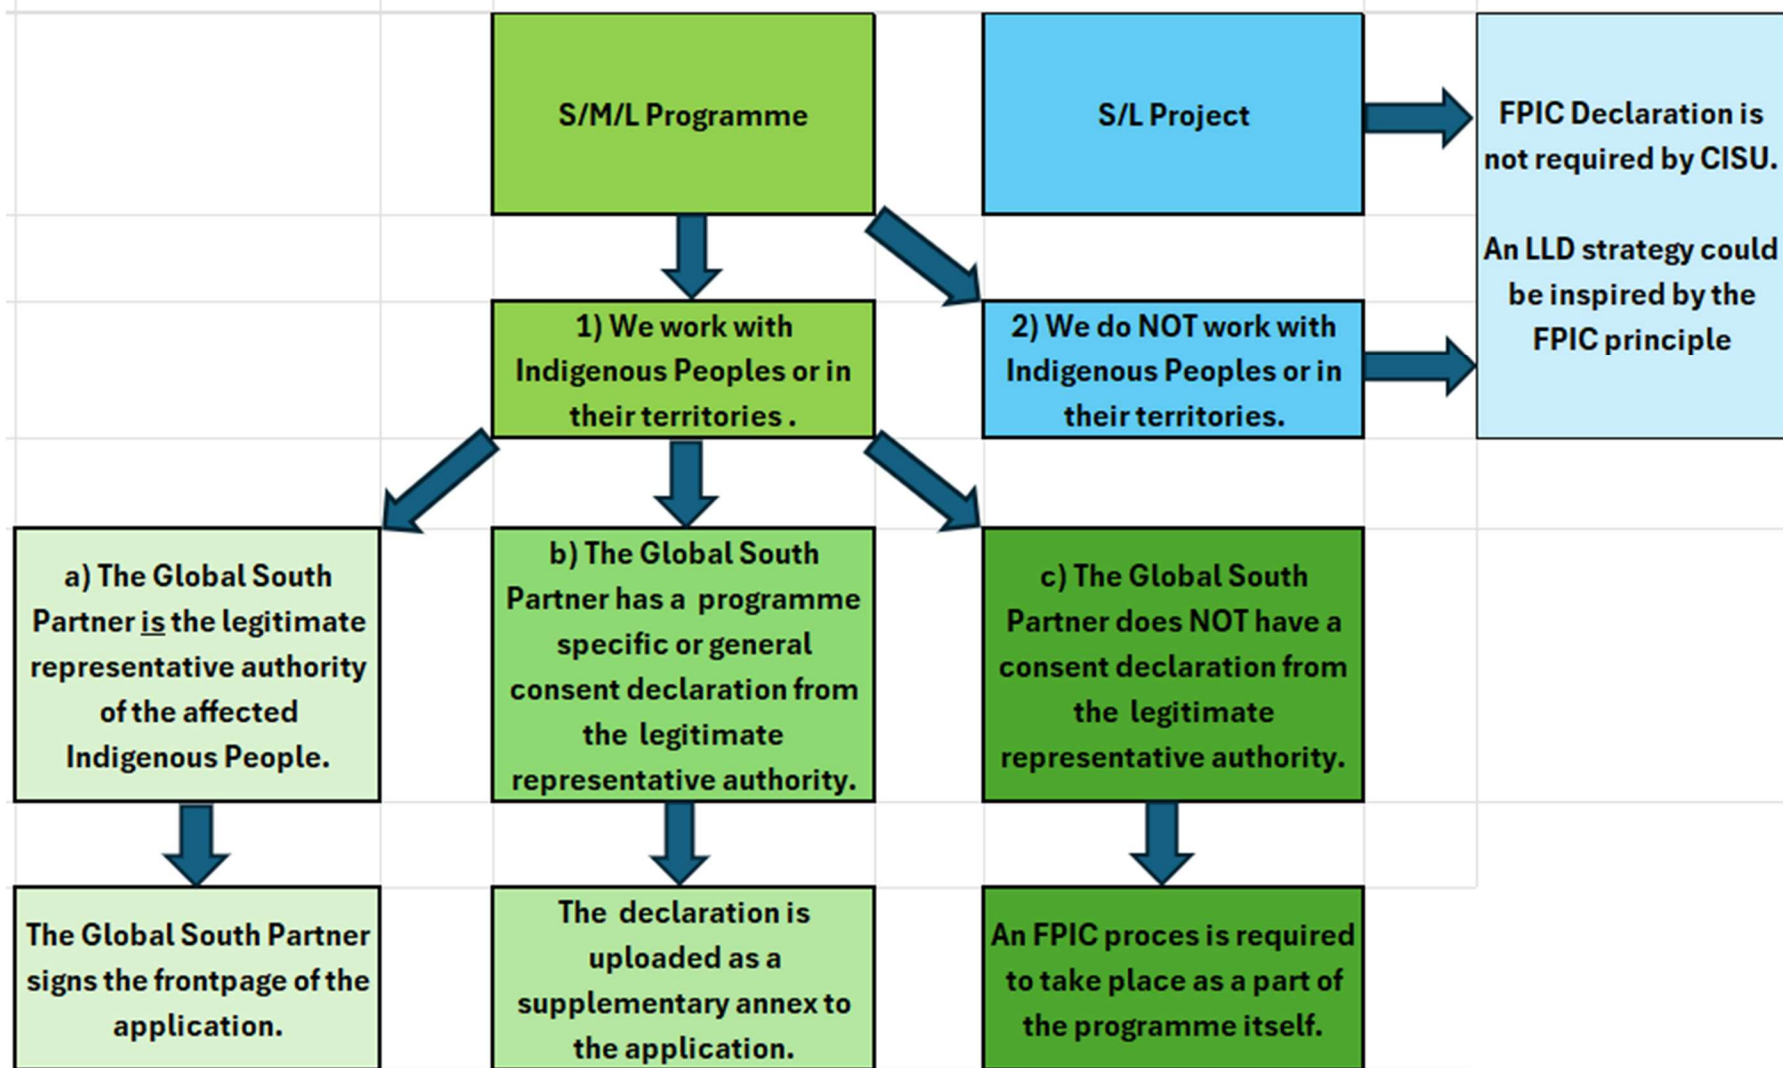 S/M/L Programme
S/L Project
FPIC Declaration is
not required by CISU.
An LLD strategy could
be inspired by the
FPIC principle
1) We work with
Indigenous Peoples or in
their territories .
2) We do NOT work with
Indigenous Peoples or in
their territories.
a) The Global South
Partner is the legitimate
representative authority
of the affected
Indigenous People.
b) The Global South
Partner has a programme
specific or general
consent declaration from
the legitimate
representative authority.
c) The Global South
Partner does NOT have a
consent declaration from
the legitimate
representative authority.
The Global South Partner
signs the frontpage of the
application.
The declaration is
uploaded as a
supplementary annex to
the application.
An FPIC proces is required
to take place as a part of
the programme itself.